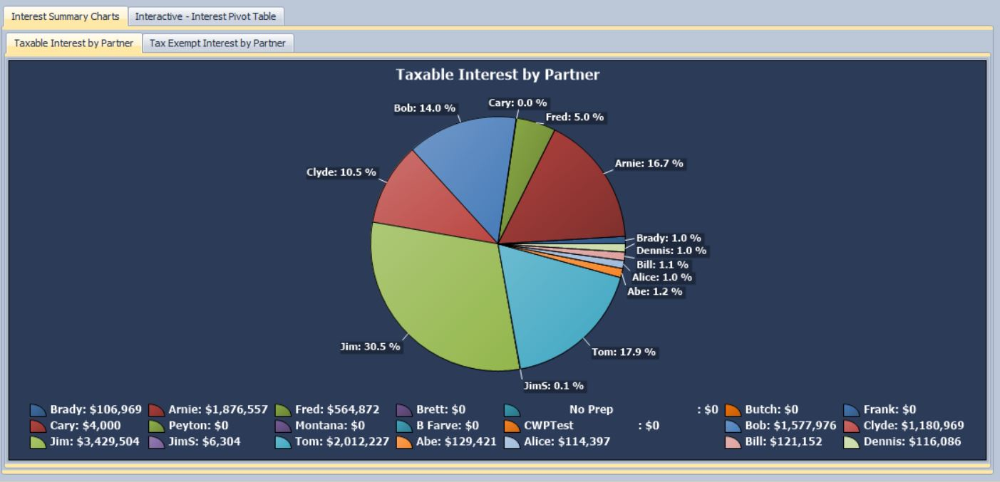 Interest Summary Charts Interactive - Interest Pivot Table
Taxable Interest by Partner Tax Exempt Interest by Partner
Taxable Interest by Partner
Cary: 0.0 %
Bob: 14.0 %
Fred: 5.0 %
Arnie: 16.7 %
Clyde: 10.5 %
Brady: 1.0 %
Dennis: 1.0 %
Bill: 1.1 %
Alice: 1.0 %
Abe: 1.2 %
Jim: 30.5 %
Tom: 17.9 %
JimS: 0.1 %
Brady: $106,969 Arnie: $1,876,557 Fred: $564,872 Brett: $0 No Prep : $0 Butch: $0 Frank: $0
Cary: $4,000 Peyton: $0 Montana: $0 B Farve: $0 CWPTest : $0 Bob: $1,577,976 Clyde: $1,180,969
Jim: $3,429,504 JimS: $6,304 Tom: $2,012,227 Abe: $129,421 Alice: $114,397 Bill: $121,152 Dennis: $116,086